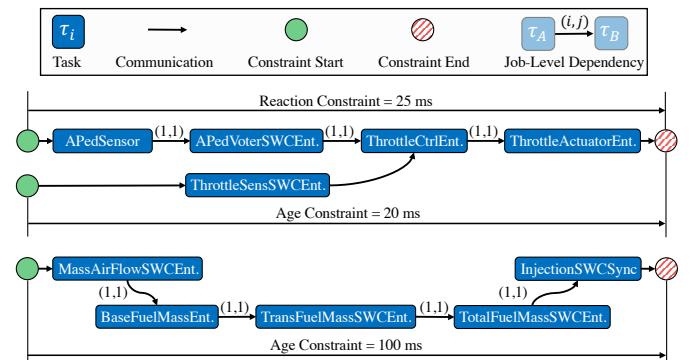 τi
τA
(i, j)
τB
Task
Communication
Constraint Start
Constraint End
Job-Level Dependency
Reaction Constraint = 25 ms
APedSensor
(1,1)
APedVoterSWCEnt.
(1,1)
ThrottleCtrlEnt.
(1,1)
ThrottleActuatorEnt.
ThrottleSensSWCEnt.
Age Constraint = 20 ms
MassAirFlowSWCEnt.
InjectionSWCSync
(1,1)
(1,1)
BaseFuelMassEnt.
(1,1)
TransFuelMassSWCEnt.
(1,1)
TotalFuelMassSWCEnt.
Age Constraint = 100 ms